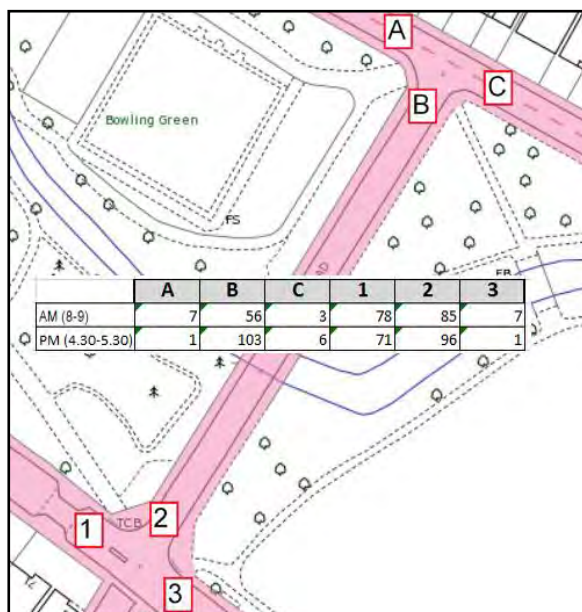 A
C
B
Bowling Green
FS
A B C 1 2 3
AM (8-9) 7 56 3 78 85 7
PM (4.30-5.30) 1 103 6 71 96 1
2
1 TCB
3